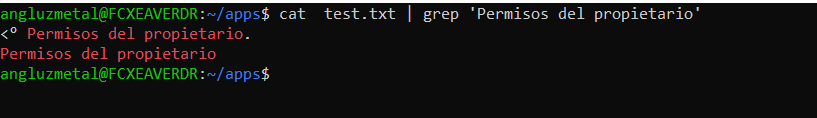 angluzmetal@FCXEAVERDR:~/apps$ cat  test.txt | grep 'Permisos del propietario'
<° Permisos del propietario.
Permisos del propietario
angluzmetal@FCXEAVERDR:~/apps$